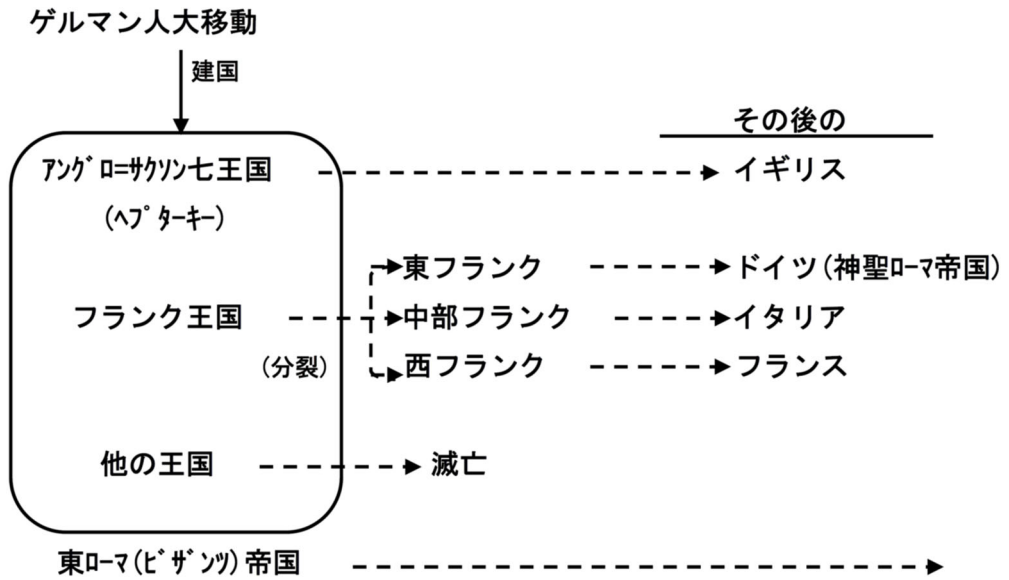 ゲルマン人大移動
建国
その後の
ｱﾝｸﾞﾛ=ｻｸｿﾝ七王国
イギリス
(ﾍﾌﾟﾀｰｷｰ)
東フランク
ドイツ(神聖ﾛｰﾏ帝国)
フランク王国
中部フランク
イタリア
(分裂)
西フランク
フランス
他の王国
滅亡
東ﾛｰﾏ(ﾋﾞｻﾞﾝﾂ)帝国